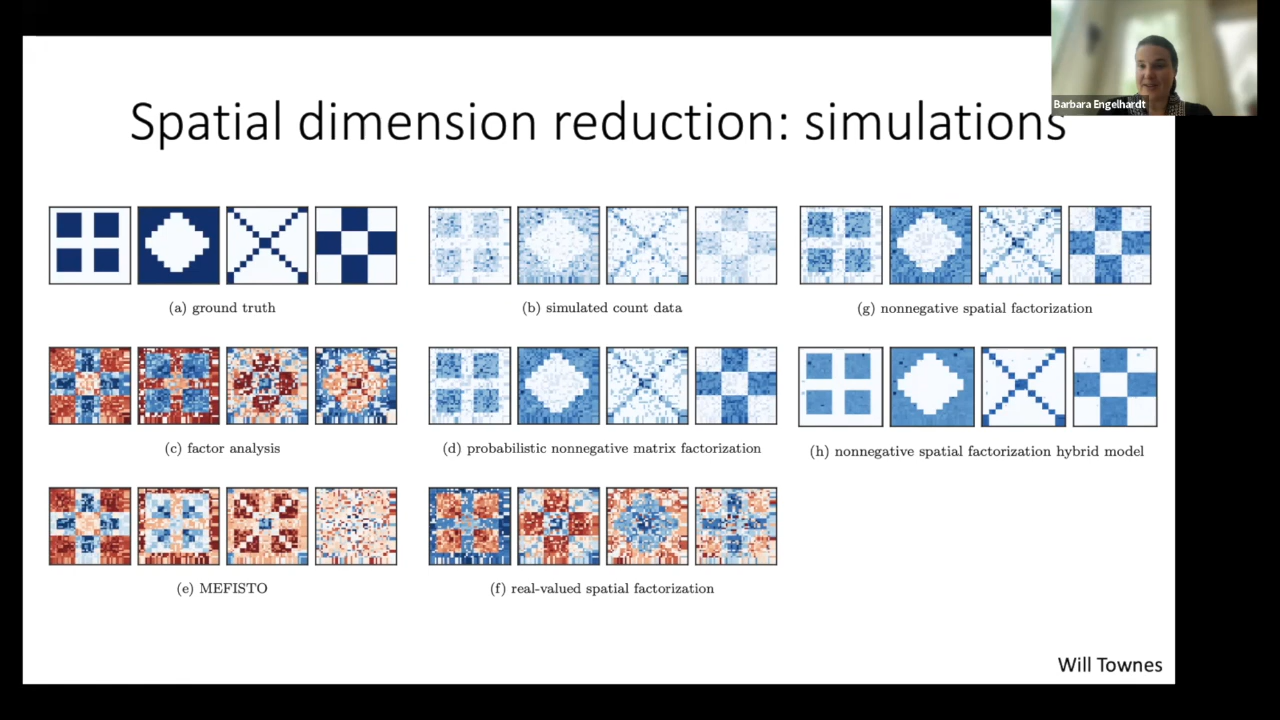 Barbara Engelhardt
Spatial dimension reduction: simulations
(a) ground truth
(b) simulated count data
(g) nonnegative spatial factorization
(c) factor analysis
(d) probabilistic nonnegative matrix factorization
(h) nonnegative spatial factorization hybrid model
(e) MEFISTO
(f) real-valued spatial factorization
Will Townes